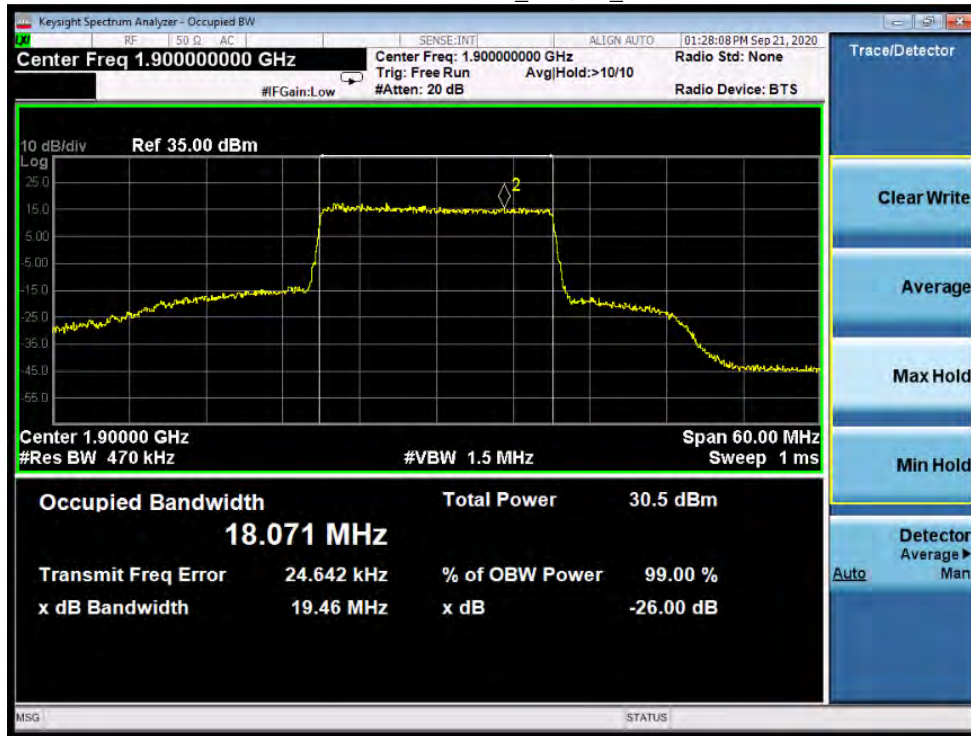 Keysight Spectrum Analyzer - Occupied BW
LXI RF 50 Ω AC SENSE:INT ALIGN AUTO 01:28:08 PM Sep 21, 2020
Center Freq 1.900000000 GHz
Center Freq: 1.900000000 GHz
Radio Std: None
Trig: Free Run Avg|Hold:>10/10
#IFGain:Low
#Atten: 20 dB
Radio Device: BTS
Trace/Detector
10 dB/div Ref 35.00 dBm
Log
25.0
15.0
5.00
-5.00
-15.0
-25.0
-35.0
-45.0
-55.0
2
Center 1.90000 GHz Span 60.00 MHz
#Res BW 470 kHz #VBW 1.5 MHz Sweep 1 ms
Occupied Bandwidth Total Power 30.5 dBm
18.071 MHz
Transmit Freq Error 24.642 kHz % of OBW Power 99.00 %
x dB Bandwidth 19.46 MHz x dB -26.00 dB
Clear Write
Average
Max Hold
Min Hold
Detector
Average▶
Auto Man
MSG STATUS